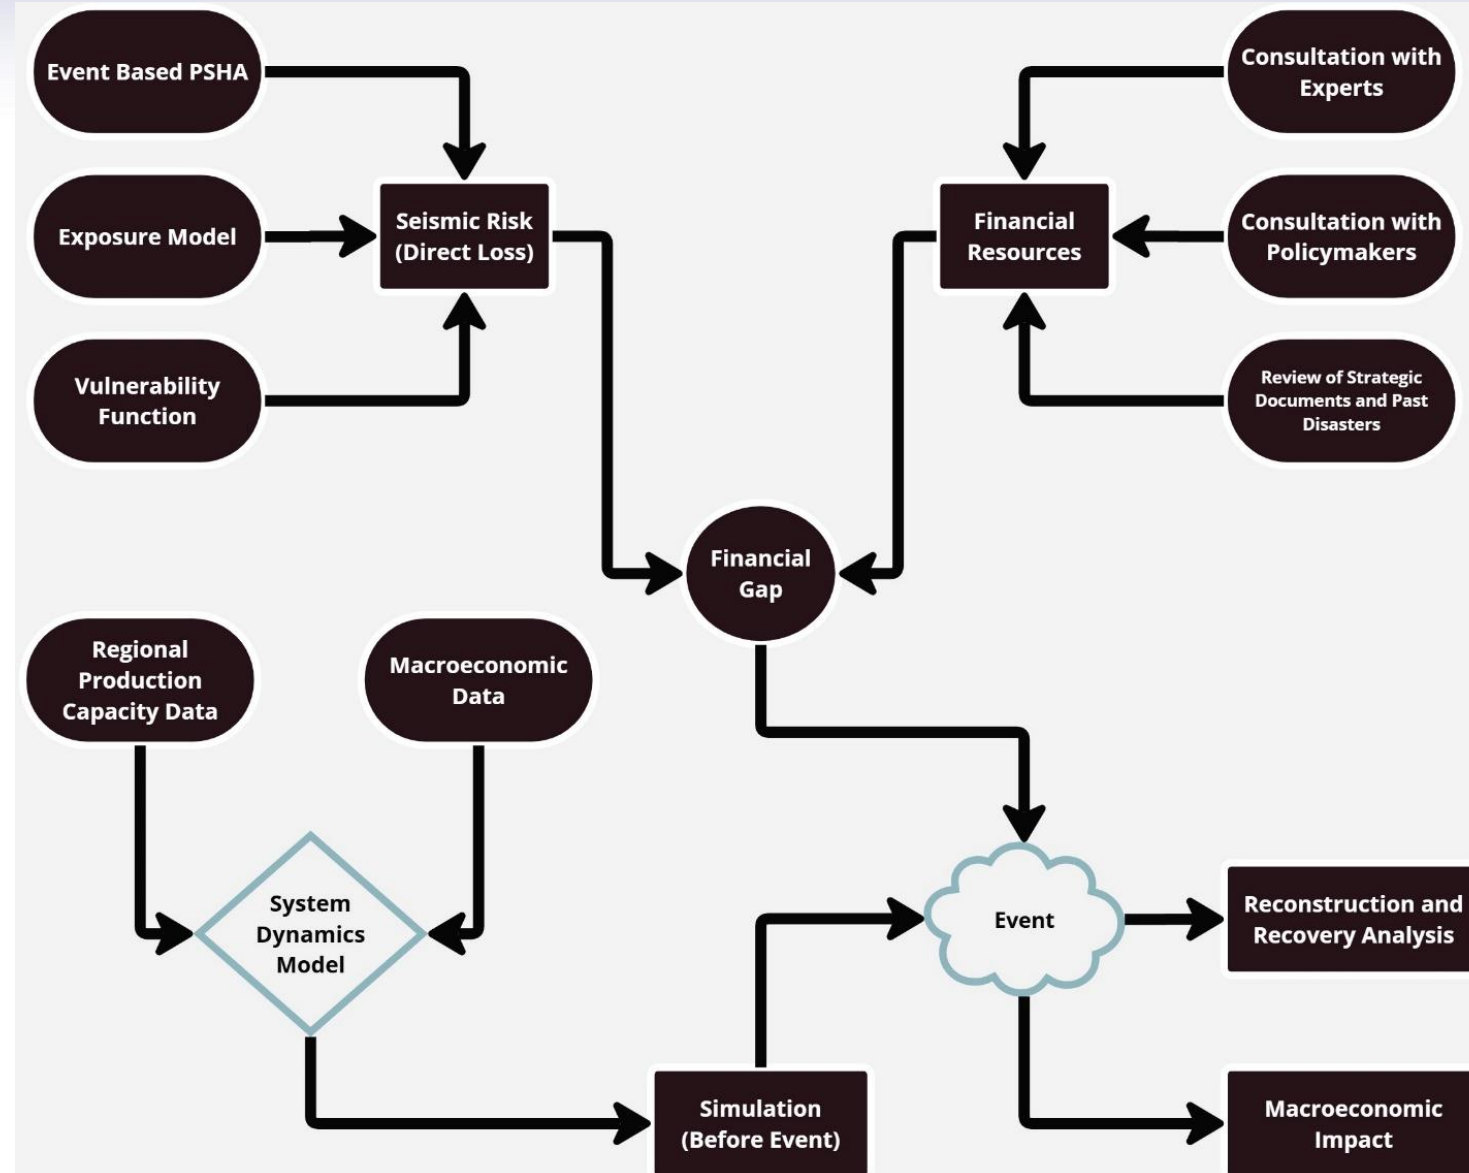 Event Based PSHA
Consultation with
Experts
Exposure Model
Seismic Risk
(Direct Loss)
Financial
Resources
Consultation with
Policymakers
Vulnerability
Function
Review of Strategic
Documents and Past
Disasters
Financial
Gap
Regional
Production
Capacity Data
Macroeconomic
Data
System
Dynamics
Model
Event
Reconstruction and
Recovery Analysis
Simulation
(Before Event)
Macroeconomic
Impact